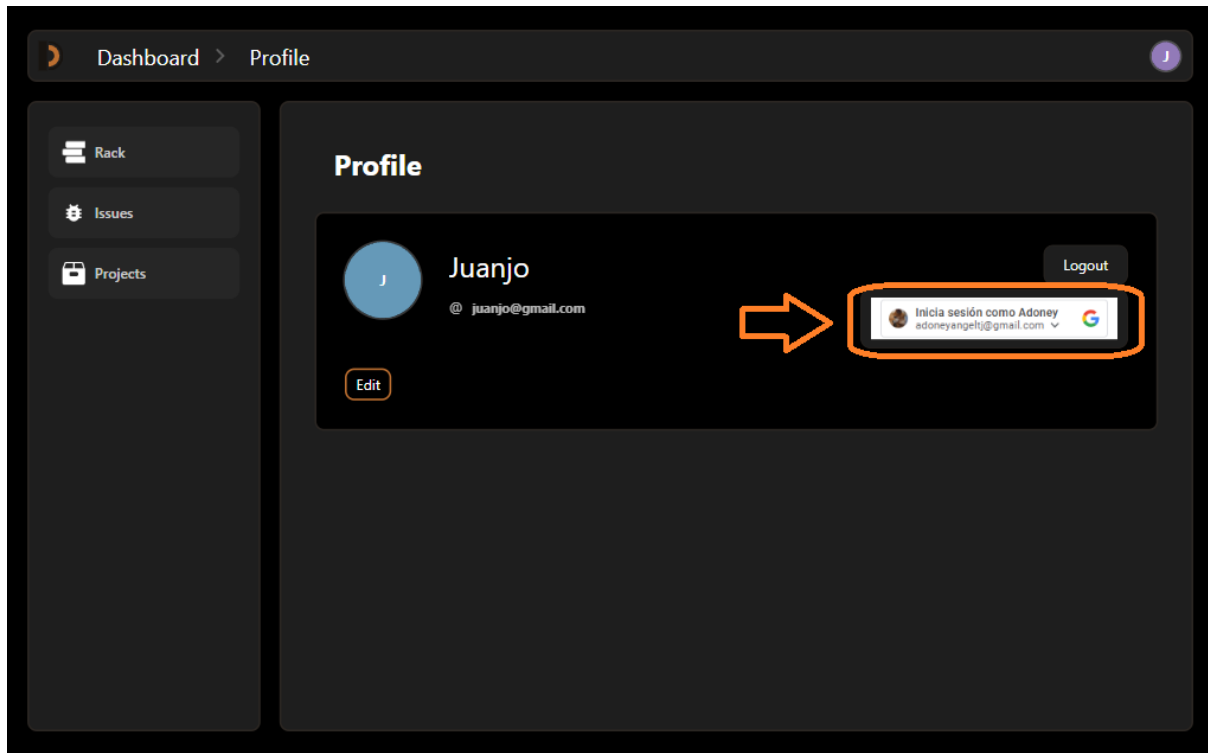 Dashboard > Profile
J
Rack
Issues
Projects
Profile
J
Juanjo
@ juanjo@gmail.com
Logout
Inicia sesión como Adoney
adoneyangeltj@gmail.com
G
Edit